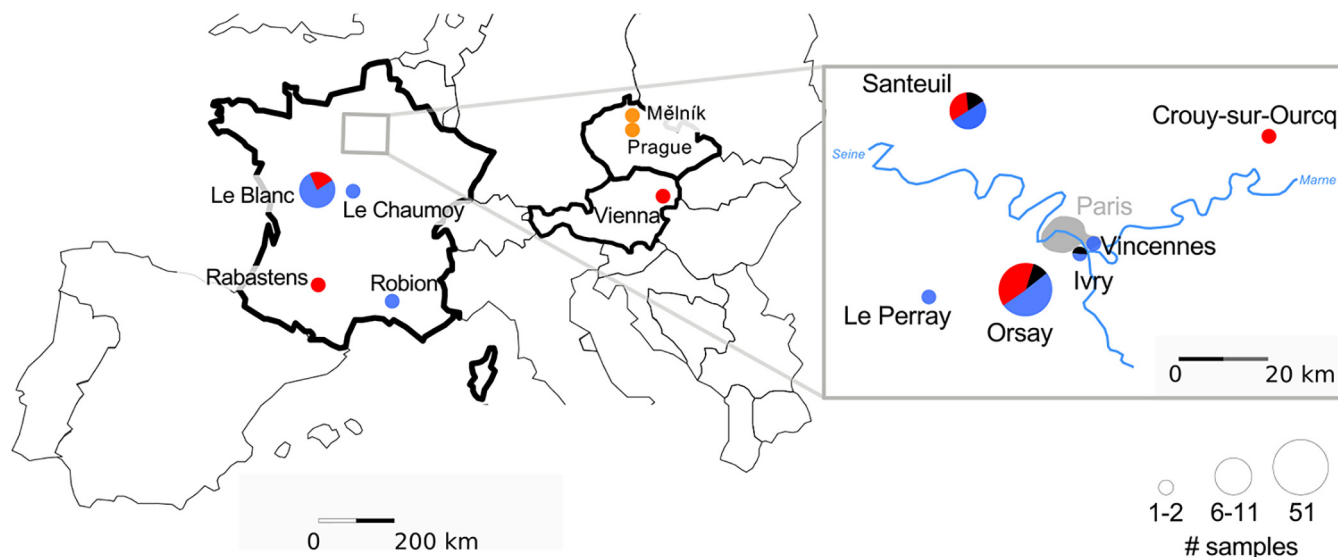 Mělník
Prague
Le Blanc
Le Chaumoy
Vienna
Rabastens
Robion
0 200 km
Santeuil
Crouy-sur-Ourcq
Seine
Marne
Paris
Vincennes
Ivry
Le Perray
Orsay
0 20 km
1-2 6-11 51
# samples